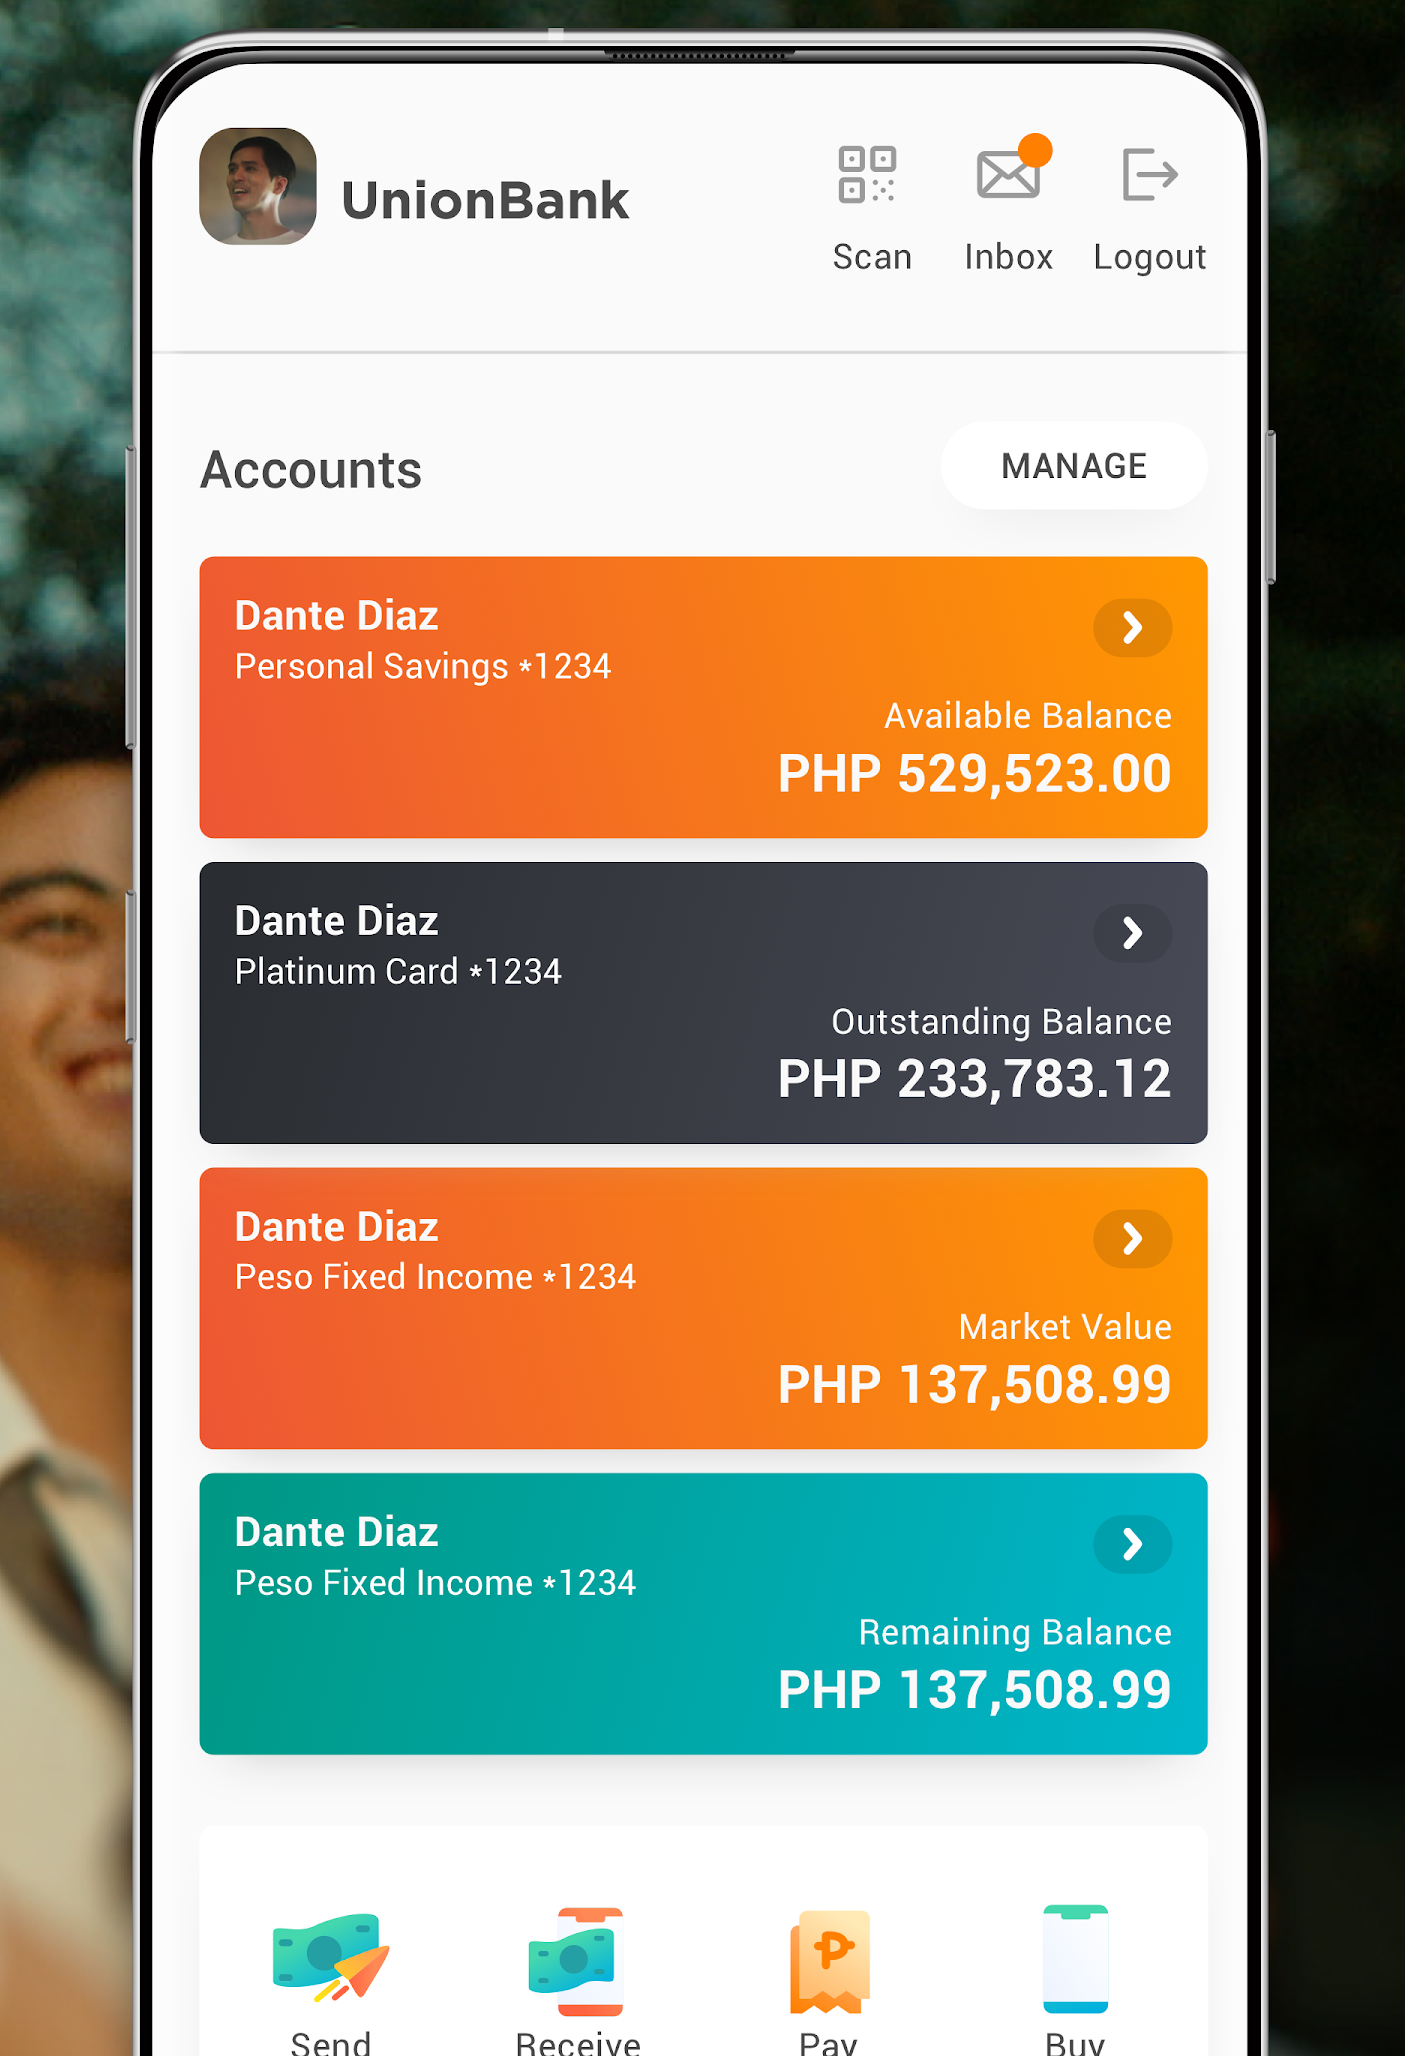 UnionBank
Scan
Inbox
Logout
Accounts
MANAGE
Dante Diaz
Personal Savings *1234
Available Balance
PHP 529,523.00
Dante Diaz
Platinum Card *1234
Outstanding Balance
PHP 233,783.12
Dante Diaz
Peso Fixed Income *1234
Market Value
PHP 137,508.99
Dante Diaz
Peso Fixed Income *1234
Remaining Balance
PHP 137,508.99
Send
Receive
Pay
Buy